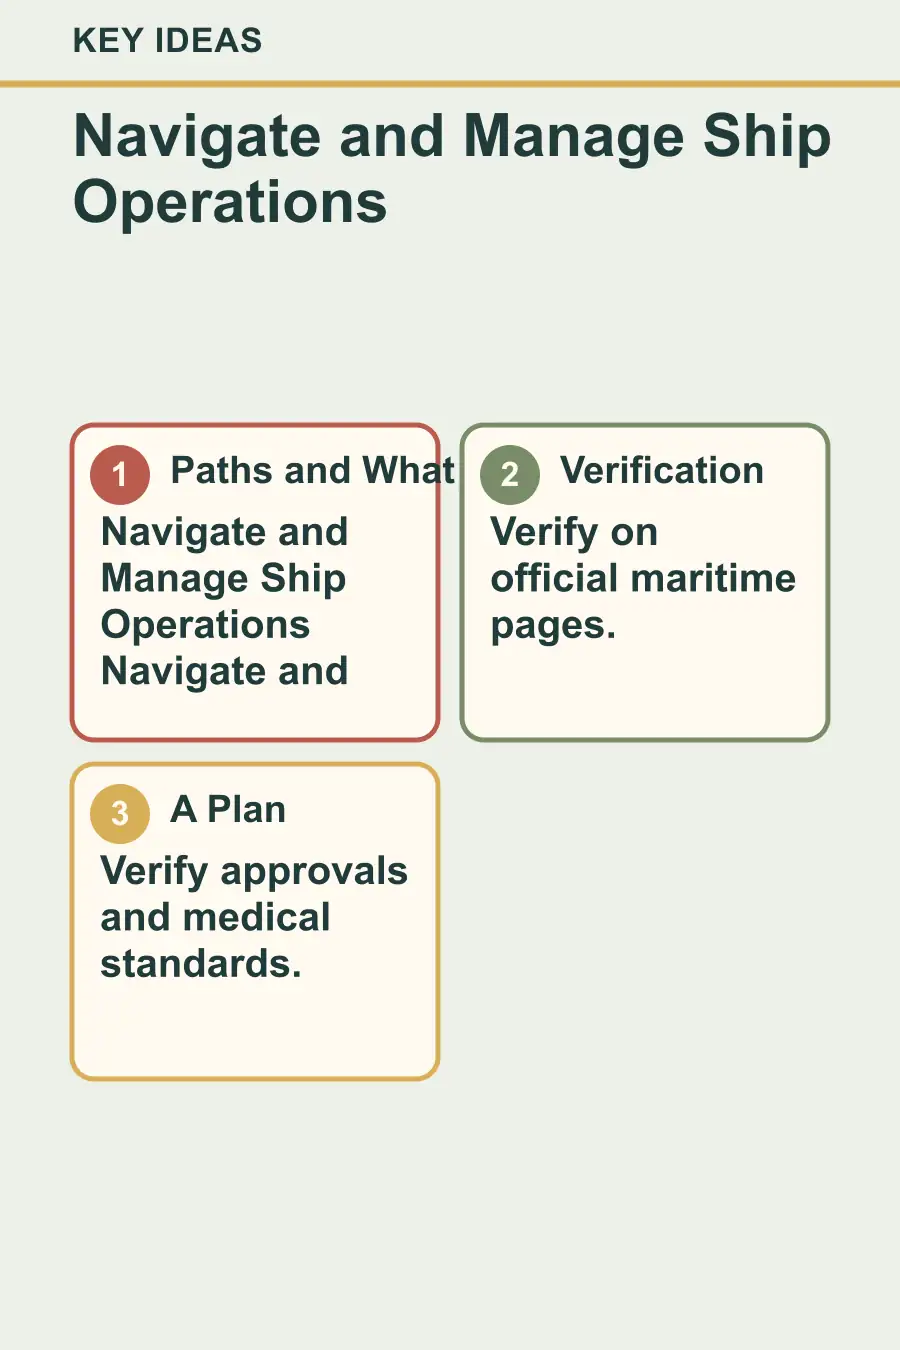 KEY IDEAS
Navigate and Manage Ship
Operations
1 Paths and What
Navigate and
Manage Ship
Operations
Navigate and
2 Verification
Verify on
official maritime
pages.
3 A Plan
Verify approvals
and medical
standards.